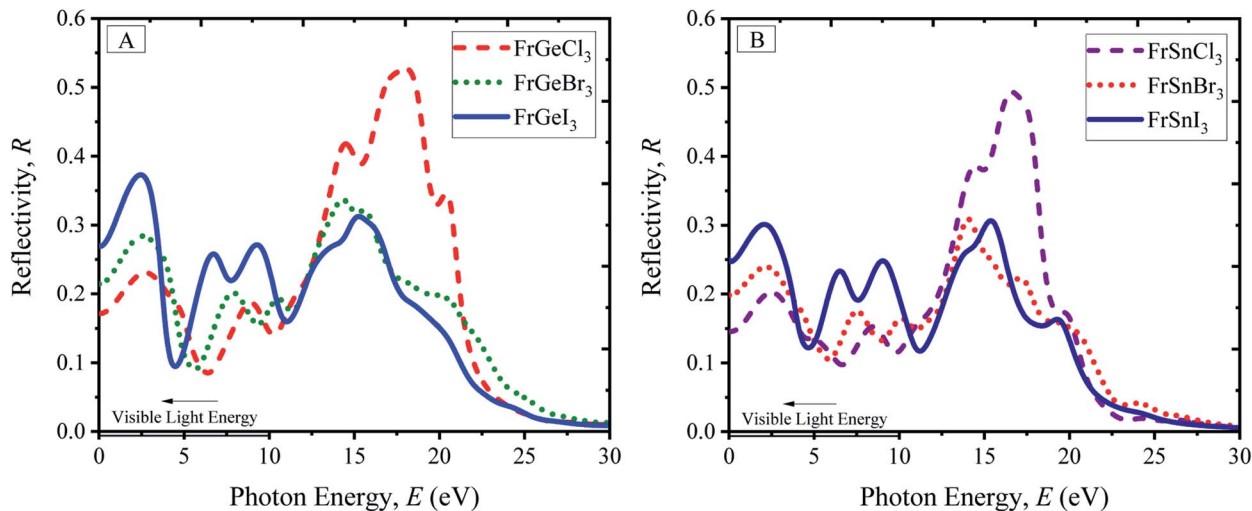 A
FrGeCl₃
FrGeBr₃
FrGeI₃
Reflectivity, R
0.6
0.5
0.4
0.3
0.2
0.1
0.0
Visible Light Energy
0 5 10 15 20 25 30
Photon Energy, E (eV)
B
FrSnCl₃
FrSnBr₃
FrSnI₃
Reflectivity, R
0.6
0.5
0.4
0.3
0.2
0.1
0.0
Visible Light Energy
0 5 10 15 20 25 30
Photon Energy, E (eV)